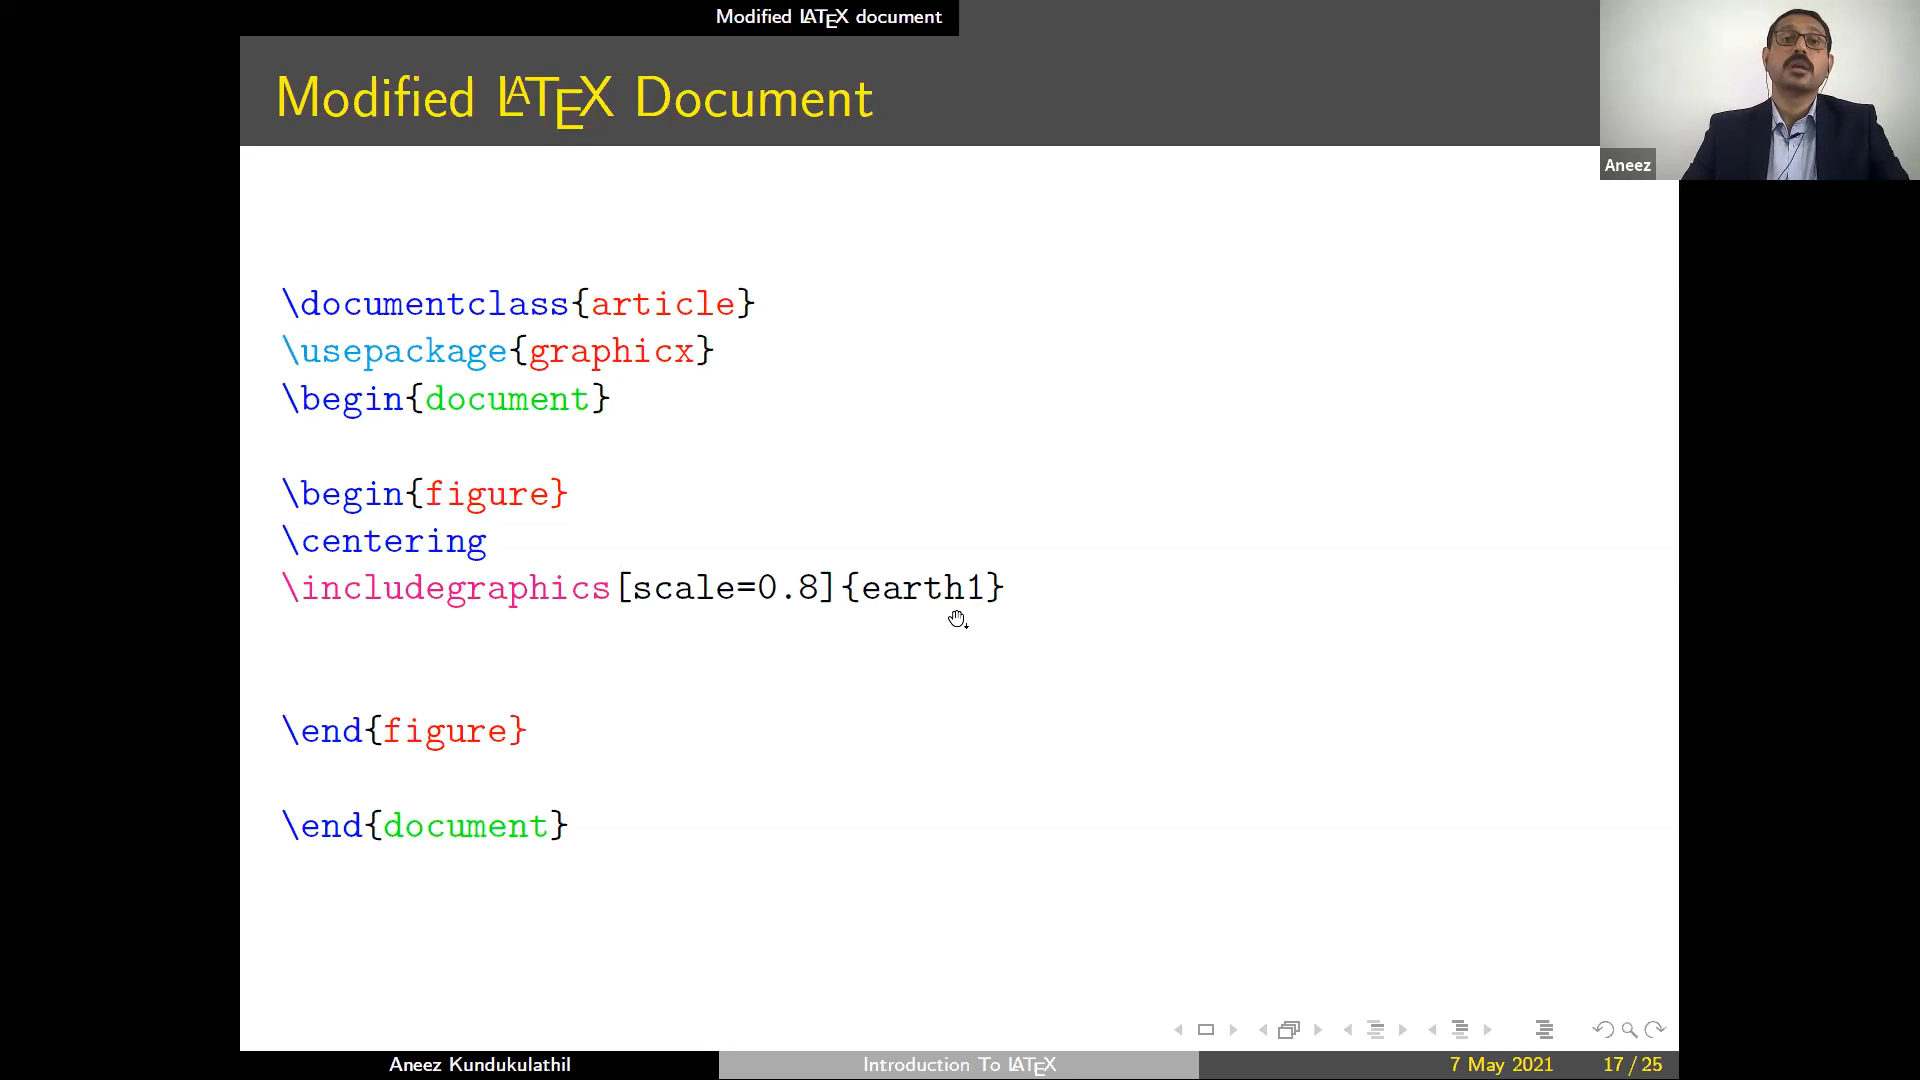 Modified LATEX document
Modified LATEX Document
Aneez
\documentclass{article}
\usepackage{graphicx}
\begin{document}
\begin{figure}
\centering
\includegraphics[scale=0.8]{earth1}
\end{figure}
\end{document}
Aneez Kundukulathil
Introduction To LATEX
7 May 2021
17 / 25